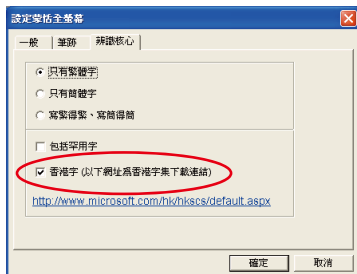 設定蒙恬全螢幕
一般 筆跡 辨識核心
只有繁體字
只有簡體字
寫繁得繁、寫簡得簡
包括罕用字
香港字 (以下網址爲香港字集下載連結)
http://www.microsoft.com/hk/hkscs/default.aspx
確定 取消